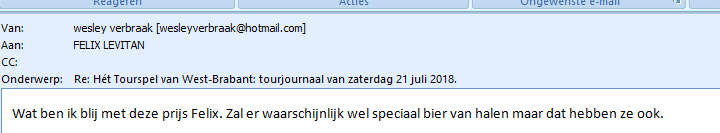 Reageren Acties Ongewenste e-mail
Van: wesley verbraak [wesleyverbraak@hotmail.com]
Aan: FELIX LEVITAN
CC:
Onderwerp: Re: Hét Tourspel van West-Brabant: tourjournaal van zaterdag 21 juli 2018.
Wat ben ik blij met deze prijs Felix. Zal er waarschijnlijk wel speciaal bier van halen maar dat hebben ze ook.